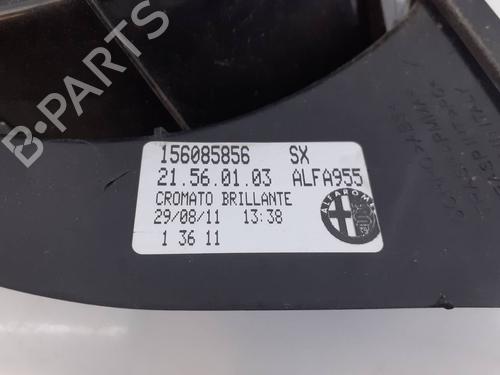 156085856 SX
21.56.01.03 ALFA955
CROMATO BRILLANTE
29/08/11 13:38
1 36 11
ALFA ROMEO
B-PARTS